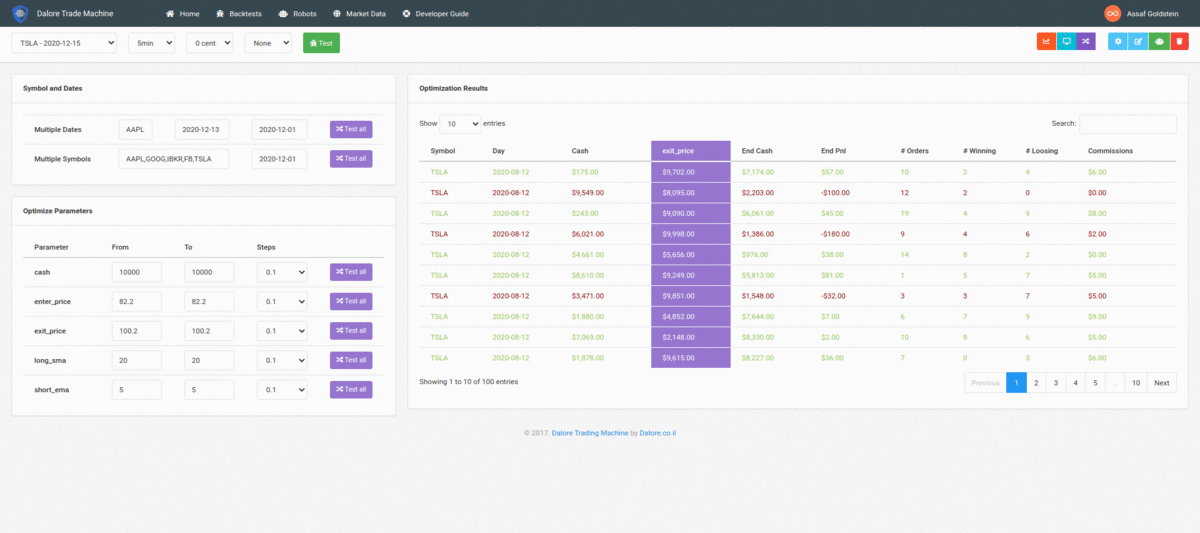 Dalore Trade Machine Home Backtests Robots Market Data Developer Guide Assaf Goldstein
TSLA - 2020-12-15 5min 0 cent None Test
Symbol and Dates
Multiple Dates AAPL 2020-12-13 2020-12-01 Test all
Multiple Symbols AAPL,GOOG,IBKR,FB,TSLA 2020-12-01 Test all
Optimize Parameters
Parameter From To Steps
cash 10000 10000 0.1 Test all
enter_price 82.2 82.2 0.1 Test all
exit_price 100.2 100.2 0.1 Test all
long_sma 20 20 0.1 Test all
short_ema 5 5 0.1 Test all
Optimization Results
Show 10 entries Search:
Symbol Day Cash exit_price End Cash End Pnl # Orders # Winning # Loosing Commissions
TSLA 2020-08-12 $175.00 $9,702.00 $7,174.00 $57.00 10 2 4 $6.00
TSLA 2020-08-12 $9,549.00 $8,095.00 $2,203.00 -$100.00 12 2 0 $0.00
TSLA 2020-08-12 $243.00 $9,090.00 $6,061.00 $45.00 19 4 9 $8.00
TSLA 2020-08-12 $6,021.00 $9,998.00 $1,386.00 -$180.00 9 4 6 $2.00
TSLA 2020-08-12 $4,661.00 $5,656.00 $976.00 $38.00 14 8 2 $0.00
TSLA 2020-08-12 $8,610.00 $9,249.00 $5,813.00 $81.00 1 5 7 $5.00
TSLA 2020-08-12 $3,471.00 $9,851.00 $1,548.00 -$32.00 3 3 7 $5.00
TSLA 2020-08-12 $1,880.00 $4,852.00 $7,644.00 $7.00 6 7 9 $9.00
TSLA 2020-08-12 $7,069.00 $2,148.00 $8,330.00 $2.00 10 8 6 $5.00
TSLA 2020-08-12 $1,878.00 $9,615.00 $8,227.00 $36.00 7 0 3 $6.00
Showing 1 to 10 of 100 entries Previous 1 2 3 4 5 ... 10 Next
© 2017. Dalore Trading Machine by Dalore.co.il